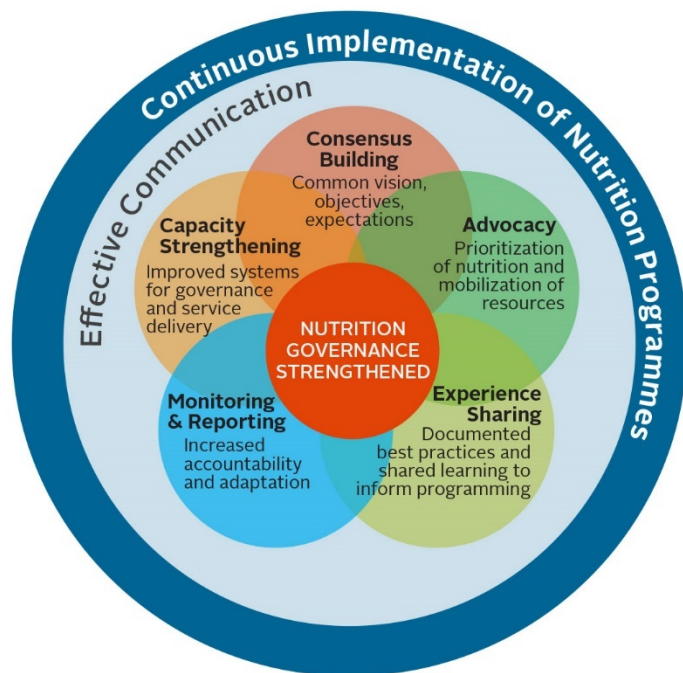 Continuous Implementation of Nutrition Programmes
Effective Communication
Consensus
Building
Common vision,
objectives,
expectations
Capacity
Strengthening
Improved systems
for governance
and service
delivery
Advocacy
Prioritization
of nutrition and
mobilization of
resources
NUTRITION
GOVERNANCE
STRENGTHENED
Monitoring
& Reporting
Increased
accountability
and adaptation
Experience
Sharing
Documented
best practices and
shared learning to
inform programming